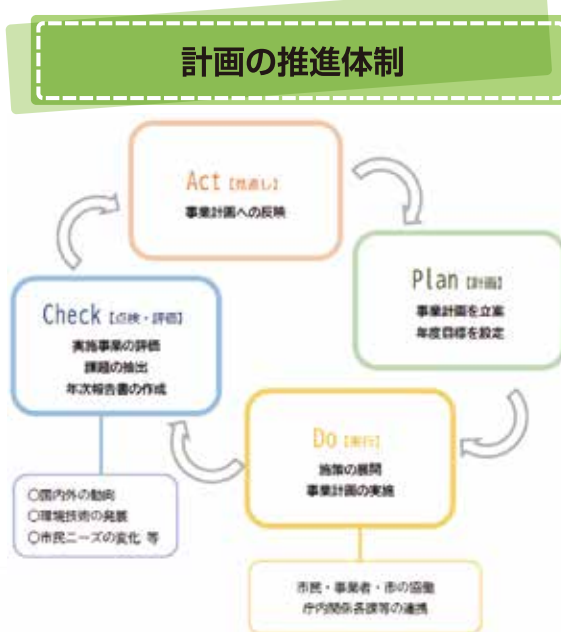 計画の推進体制
Act【見直し】
事業計画への反映
Plan【計画】
事業計画を立案
年度目標を設定
Check【点検・評価】
実施事業の評価
課題の抽出
年次報告書の作成
Do【実行】
施策の展開
事業計画の実施
○国内外の動向
○環境技術の発展
○市民ニーズの変化 等
市民・事業者・市の協働
庁内関係各課等の連携